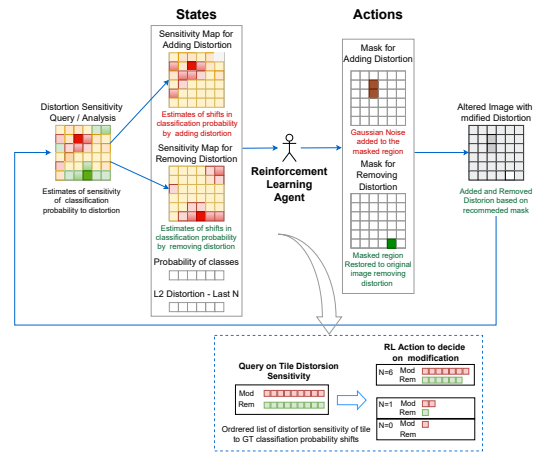 States
Actions
Sensitivity Map for
Adding Distortion
Mask for
Adding Distortion
Distortion Sensitivity
Query / Analysis
Estimates of sensitivity
of classification
probability to distortion
Estimates of shifts in
classification probability
by adding distortion
Sensitivity Map for
Removing Distortion
Estimates of shifts in
classification probability
by removing distortion
Probability of classes
L2 Distortion - Last N
Reinforcement
Learning
Agent
Gaussian Noise
added to the
masked region
Mask for
Removing
Distortion
Masked region
Restored to original
image removing
distortion
Altered Image with
mdified Distortion
Added and Removed
Distorion based on
recommeded mask
Query on Tile Distorsion
Sensitivity
Mod
Rem
Ordrered list of distortion sensitivity of tile
to GT classifiation probability shifts
RL Action to decide
on modification
N=6 Mod
Rem
N=1 Mod
Rem
N=0 Mod
Rem